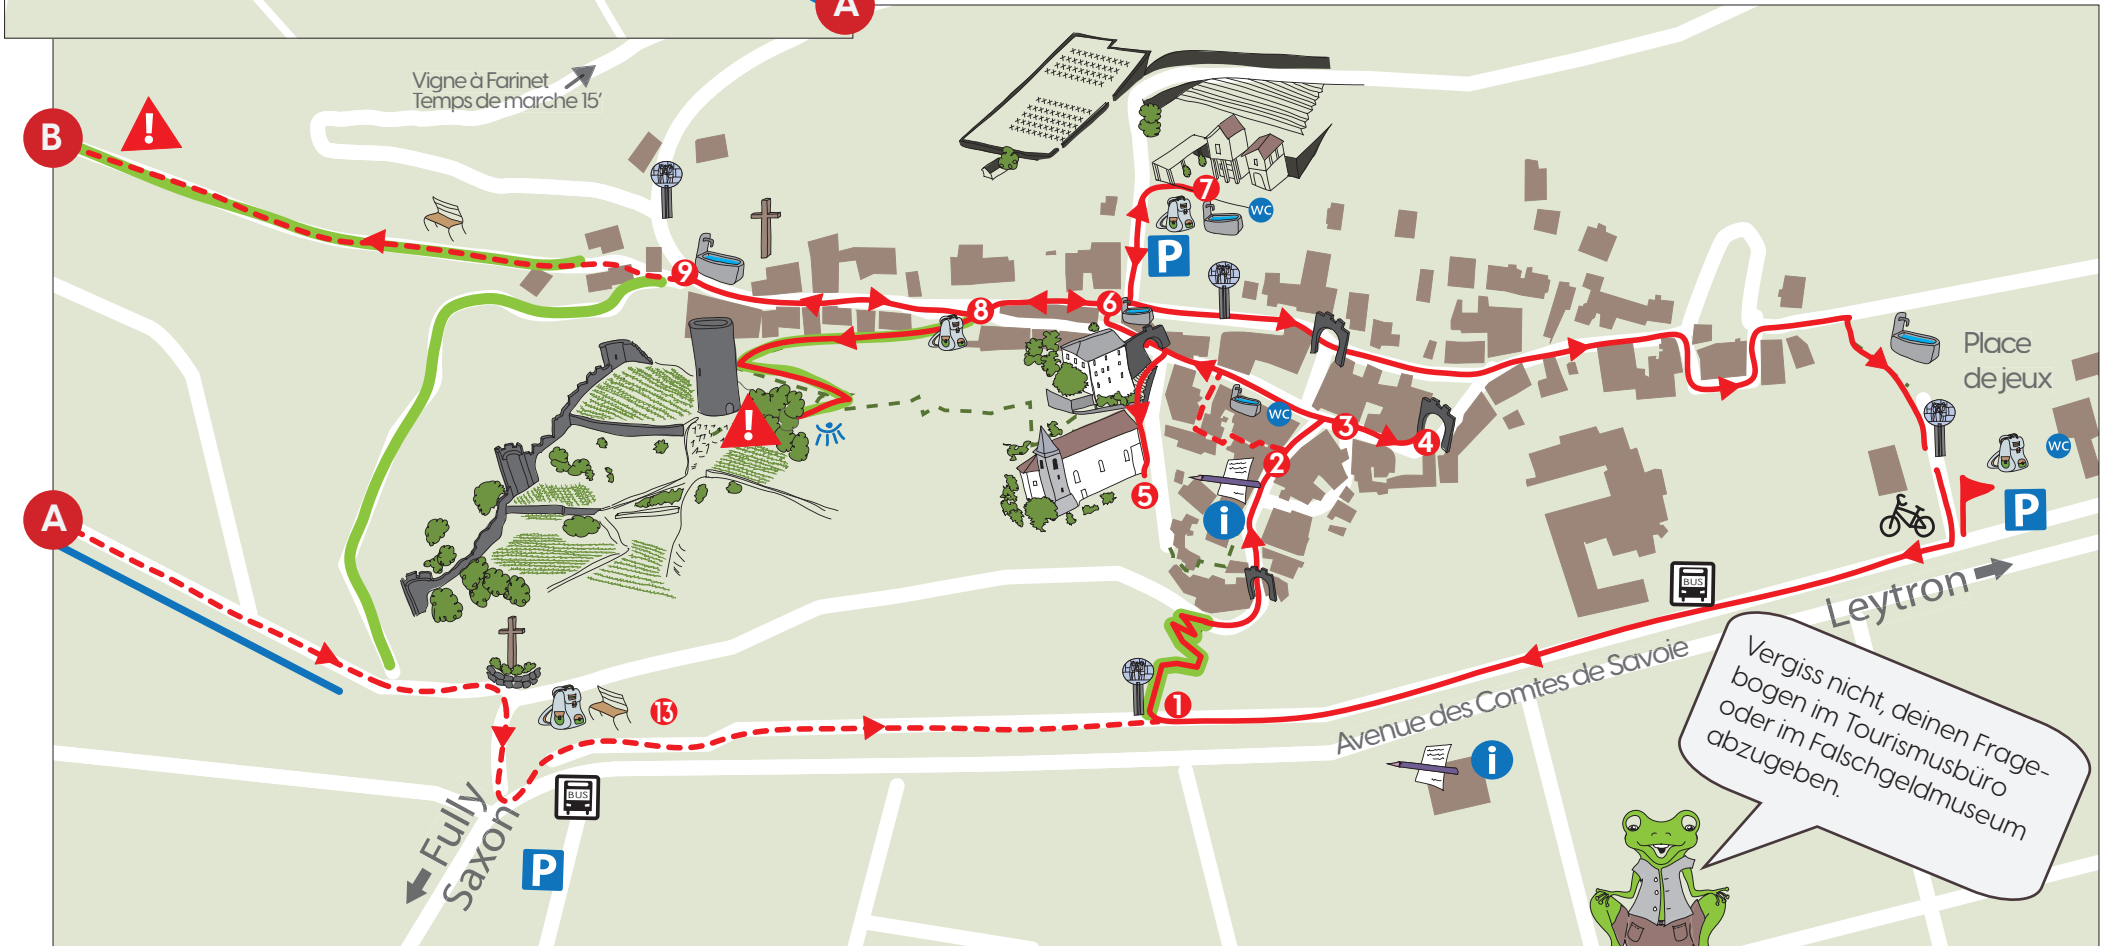 A
Vigne à Farinet
Temps de marche 15'
B
!
7
WC
P
9
8
6
Place
de jeux
WC
3
4
2
!
5
i
WC
P
A
BUS
Leytron
13
1
Avenue des Comtes de Savoie
i
BUS
P
Fully
Saxon
Vergiss nicht, deinen Frage-
bogen im Tourismusbüro
oder im Falschgeldmuseum
abzugeben.